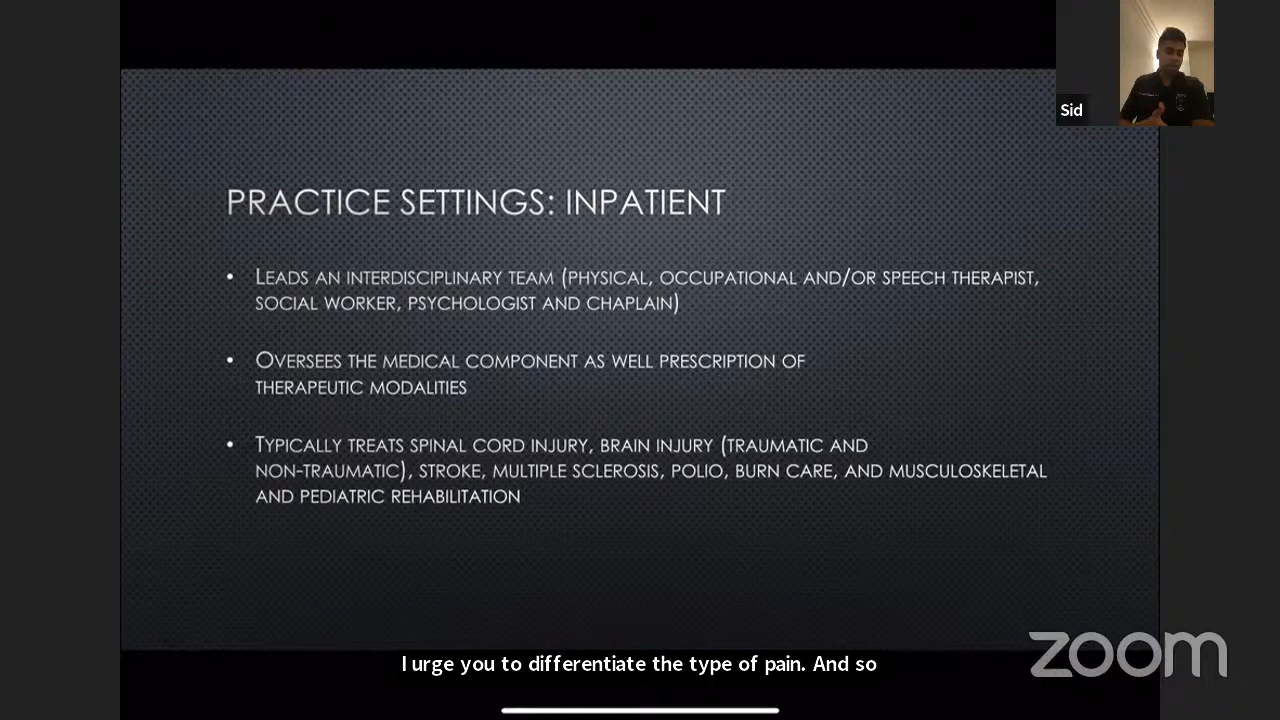 Sid
PRACTICE SETTINGS: INPATIENT
• LEADS AN INTERDISCIPLINARY TEAM (PHYSICAL, OCCUPATIONAL AND/OR SPEECH THERAPIST,
SOCIAL WORKER, PSYCHOLOGIST AND CHAPLAIN)
• OVERSEES THE MEDICAL COMPONENT AS WELL PRESCRIPTION OF
THERAPEUTIC MODALITIES
• TYPICALLY TREATS SPINAL CORD INJURY, BRAIN INJURY (TRAUMATIC AND
NON-TRAUMATIC), STROKE, MULTIPLE SCLEROSIS, POLIO, BURN CARE, AND MUSCULOSKELETAL
AND PEDIATRIC REHABILITATION
I urge you to differentiate the type of pain. And so
zoom